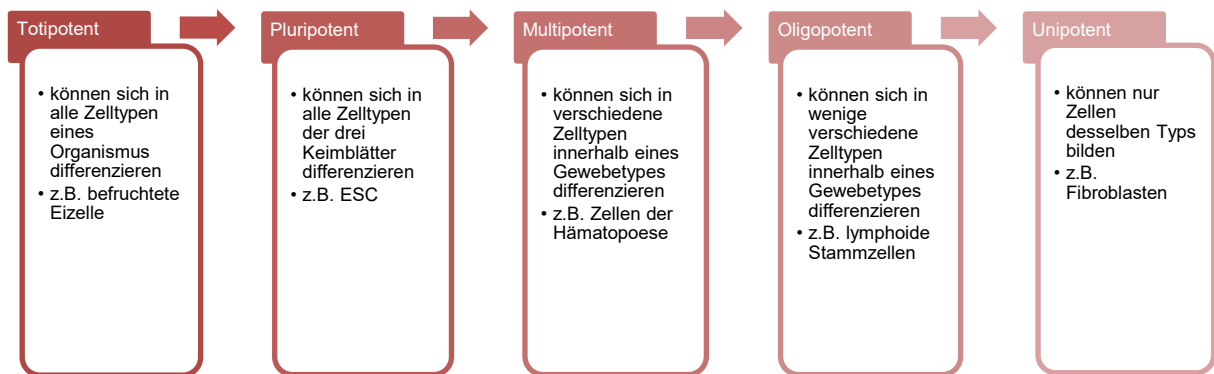 Totipotent
• können sich in
alle Zelltypen
eines
Organismus
differenzieren
• z.B. befruchtete
Eizelle
Pluripotent
• können sich in
alle Zelltypen
der drei
Keimblätter
differenzieren
• z.B. ESC
Multipotent
• können sich in
verschiedene
Zelltypen
innerhalb eines
Gewebetypes
differenzieren
• z.B. Zellen der
Hämatopoese
Oligopotent
• können sich in
wenige
verschiedene
Zelltypen
innerhalb eines
Gewebetypes
differenzieren
• z.B. lymphoide
Stammzellen
Unipotent
• können nur
Zellen
desselben Typs
bilden
• z.B.
Fibroblasten